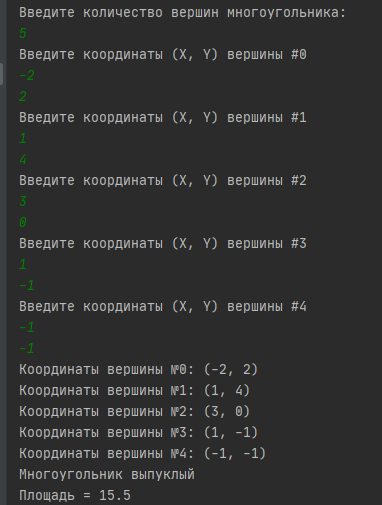 Введите количество вершин многоугольника:
5
Введите координаты (X, Y) вершины #0
-2
2
Введите координаты (X, Y) вершины #1
1
4
Введите координаты (X, Y) вершины #2
3
0
Введите координаты (X, Y) вершины #3
1
-1
Введите координаты (X, Y) вершины #4
-1
-1
Координаты вершины №0: (-2, 2)
Координаты вершины №1: (1, 4)
Координаты вершины №2: (3, 0)
Координаты вершины №3: (1, -1)
Координаты вершины №4: (-1, -1)
Многоугольник выпуклый
Площадь = 15.5